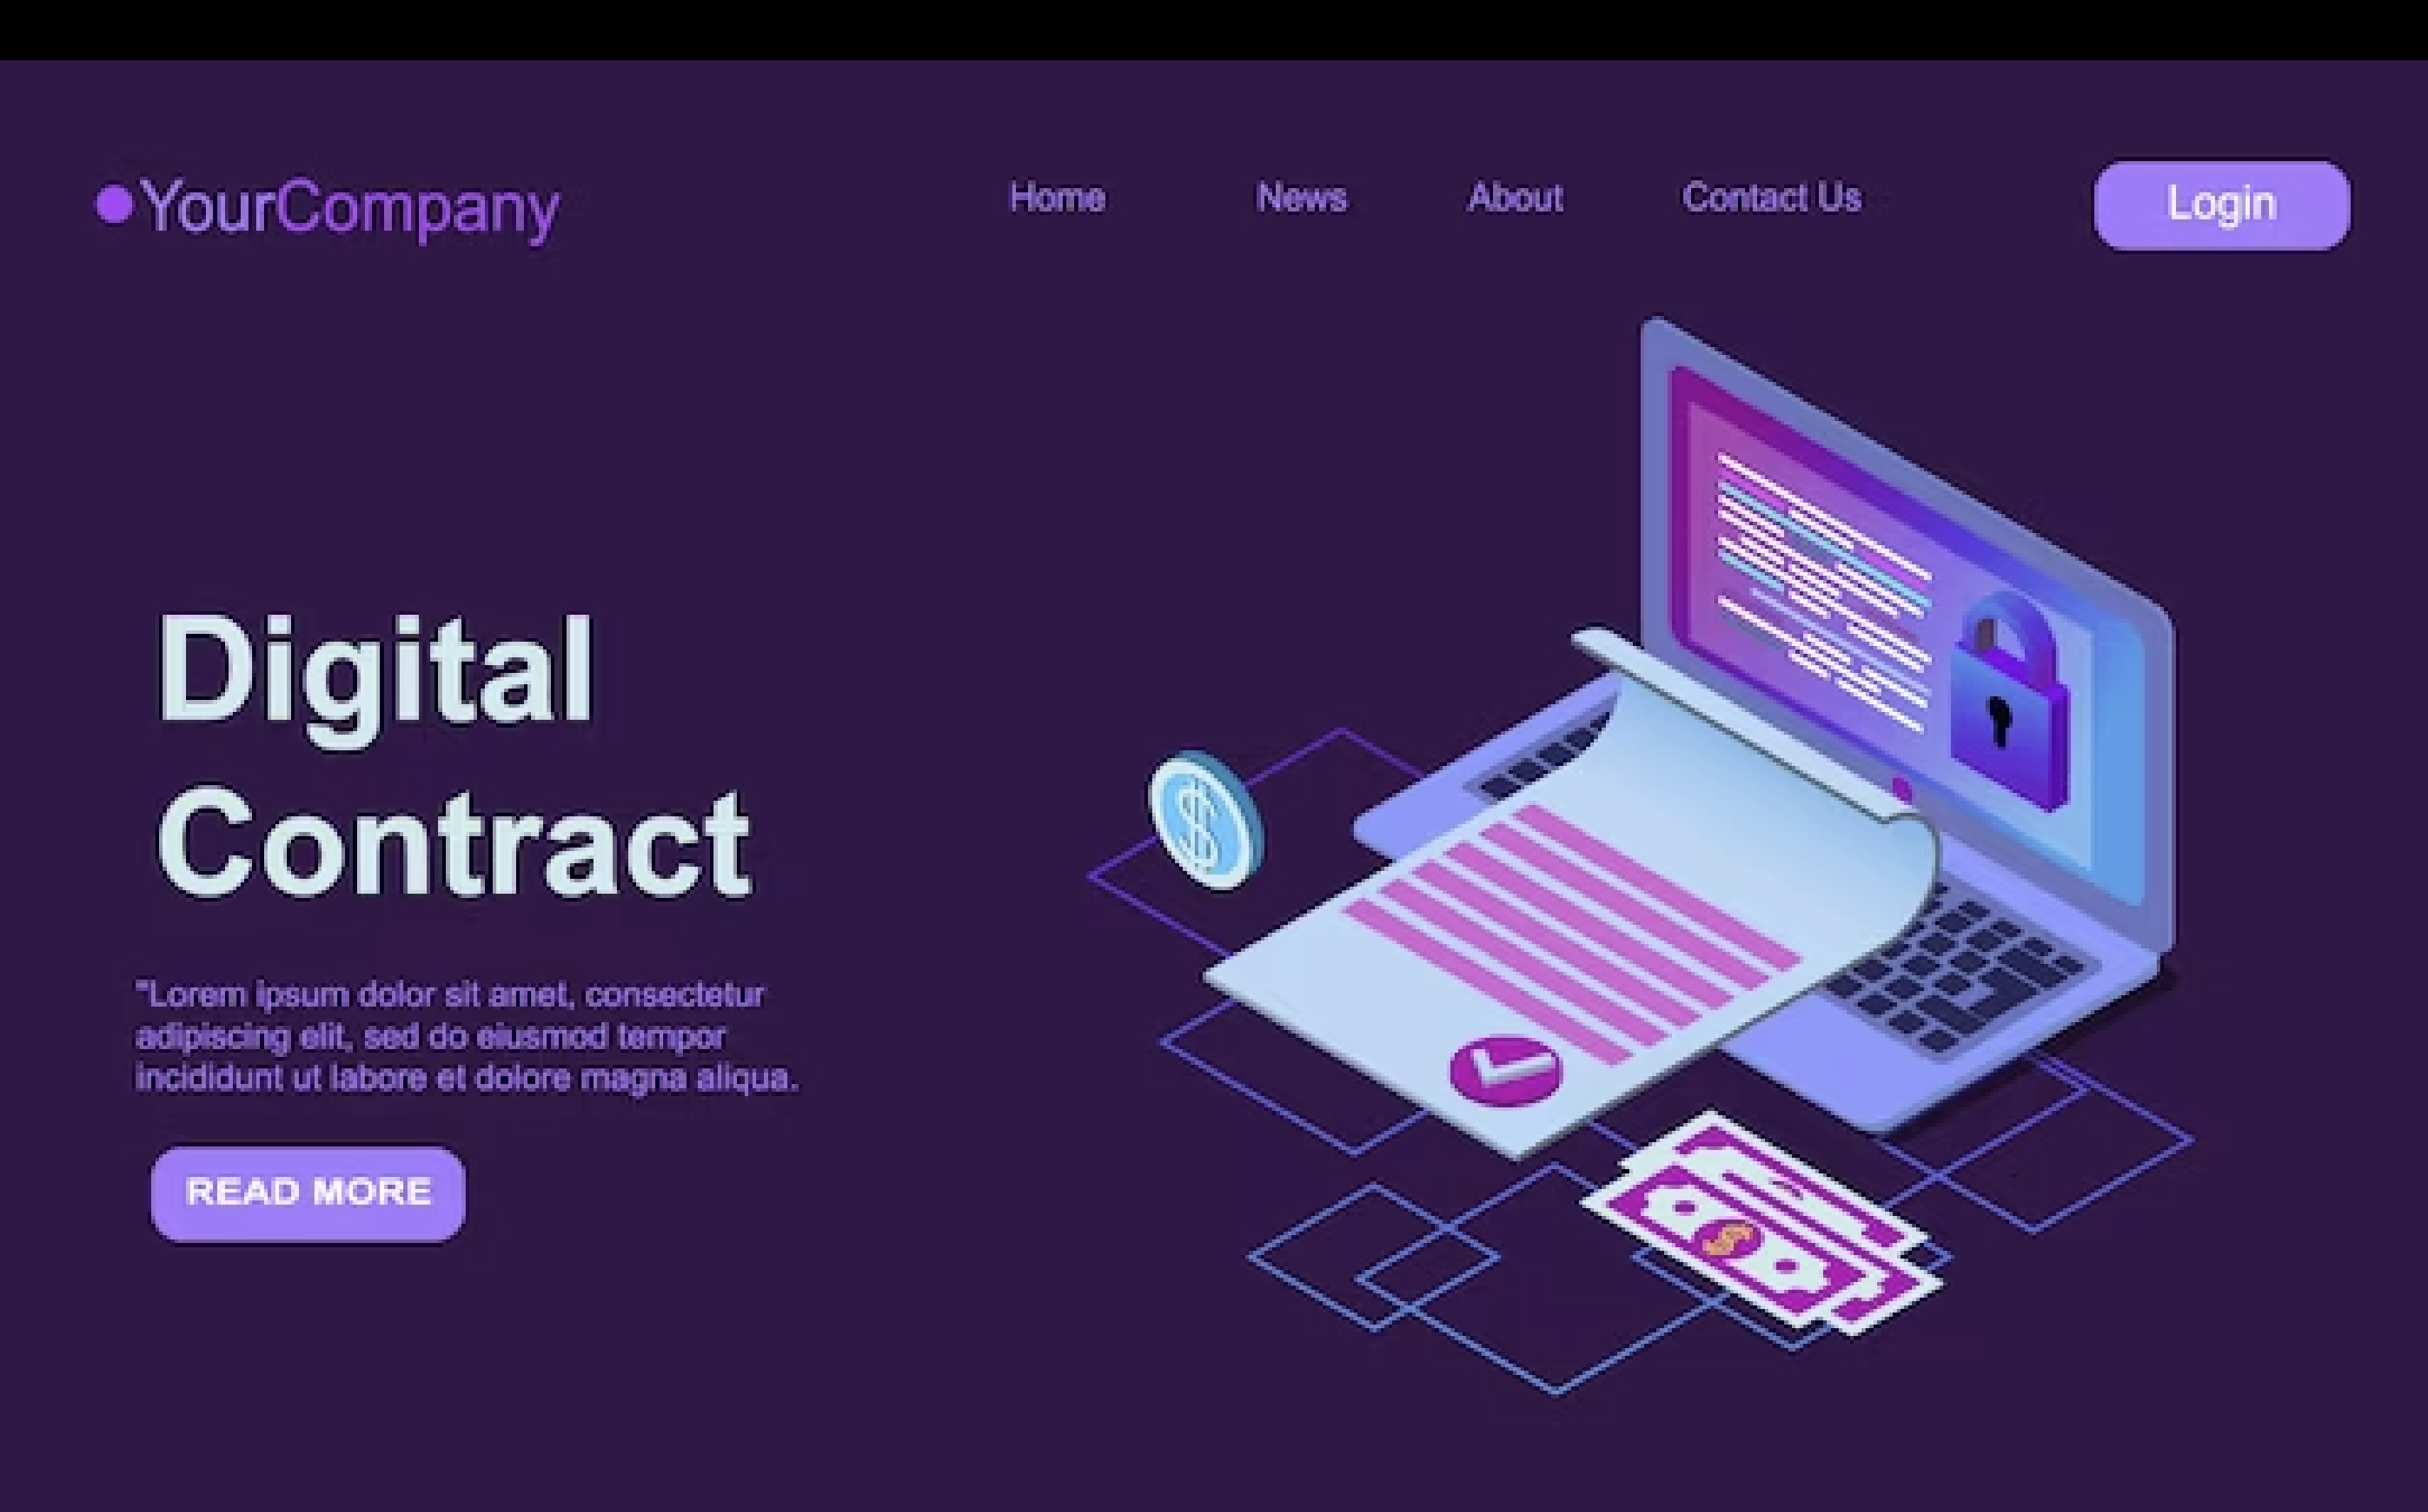 YourCompany
Home News About Contact Us Login
Digital
Contract
"Lorem ipsum dolor sit amet, consectetur
adipiscing elit, sed do eiusmod tempor
incididunt ut labore et dolore magna aliqua.
READ MORE
$
$